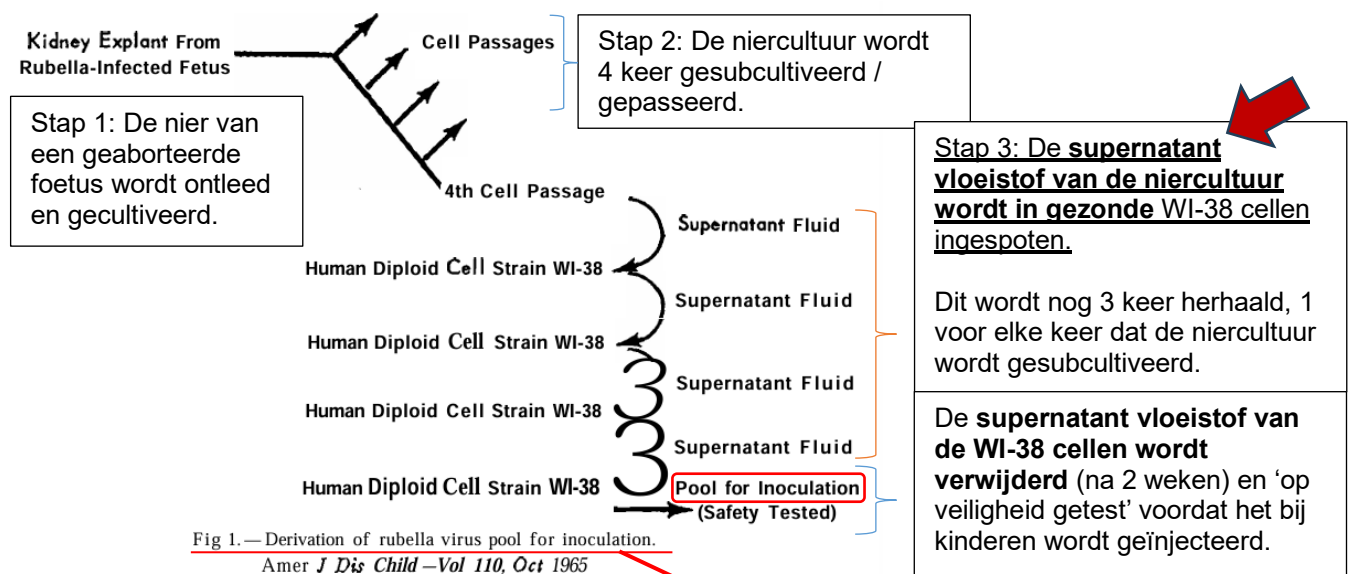 Kidney Explant From
Rubella-Infected Fetus
Cell Passages
Stap 2: De niercultuur wordt
4 keer gesubcultiveerd /
gepasseerd.
Stap 1: De nier van
een geaborteerde
foetus wordt ontleed
en gecultiveerd.
4th Cell Passage
Supernatant Fluid
Human Diploid Cell Strain WI-38
Supernatant Fluid
Human Diploid Cell Strain WI-38
Supernatant Fluid
Human Diploid Cell Strain WI-38
Supernatant Fluid
Human Diploid Cell Strain WI-38
Pool for Inoculation
(Safety Tested)
Stap 3: De supernatant
vloeistof van de niercultuur
wordt in gezonde WI-38 cellen
ingespoten.
Dit wordt nog 3 keer herhaald, 1
voor elke keer dat de niercultuur
wordt gesubcultiveerd.
De supernatant vloeistof van
de WI-38 cellen wordt
verwijderd (na 2 weken) en ‘op
veiligheid getest’ voordat het bij
kinderen wordt geïnjecteerd.
Fig 1.—Derivation of rubella virus pool for inoculation.
Amer J Dis Child —Vol 110, Oct 1965